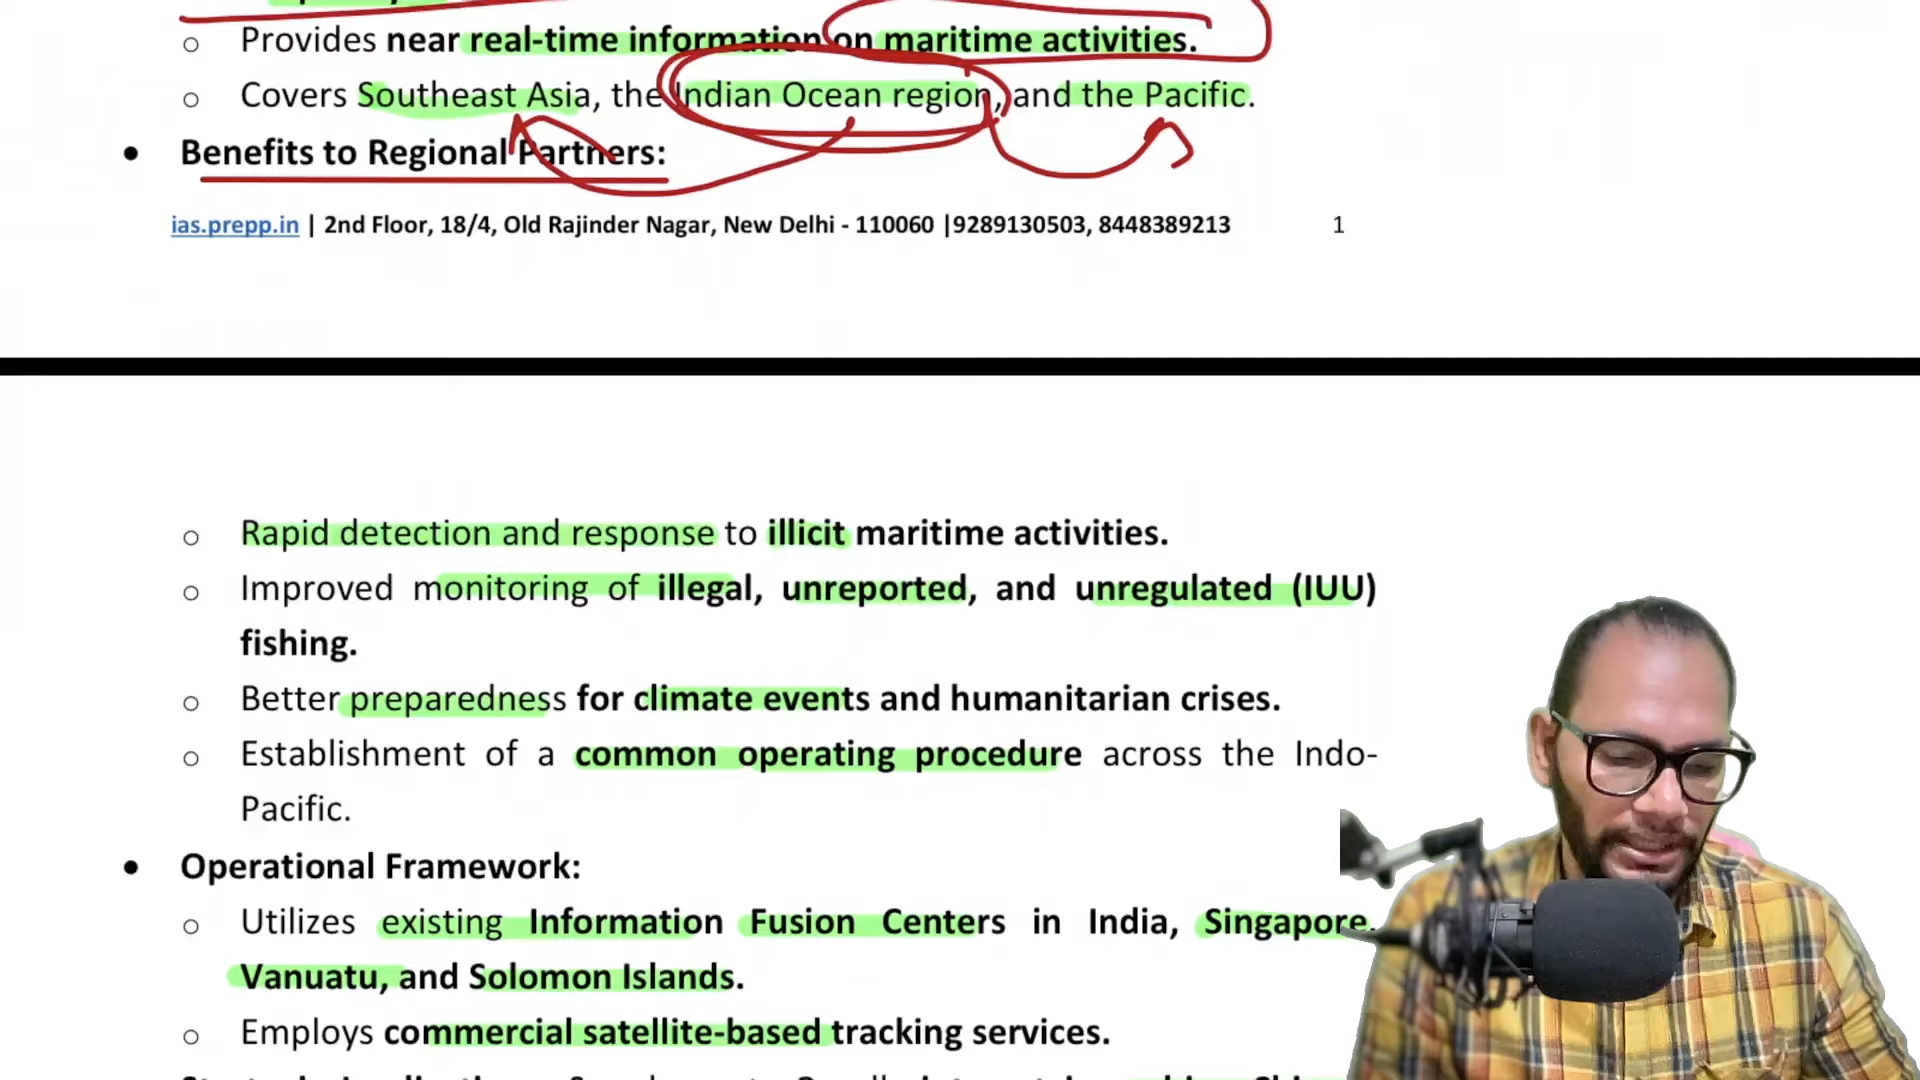 ○ Provides near real-time information on maritime activities.
○ Covers Southeast Asia, the Indian Ocean region, and the Pacific.
• Benefits to Regional Partners:
ias.prepp.in | 2nd Floor, 18/4, Old Rajinder Nagar, New Delhi - 110060 |9289130503, 8448389213 1
○ Rapid detection and response to illicit maritime activities.
○ Improved monitoring of illegal, unreported, and unregulated (IUU)
fishing.
○ Better preparedness for climate events and humanitarian crises.
○ Establishment of a common operating procedure across the Indo-
Pacific.
• Operational Framework:
○ Utilizes existing Information Fusion Centers in India, Singapore,
Vanuatu, and Solomon Islands.
○ Employs commercial satellite-based tracking services.